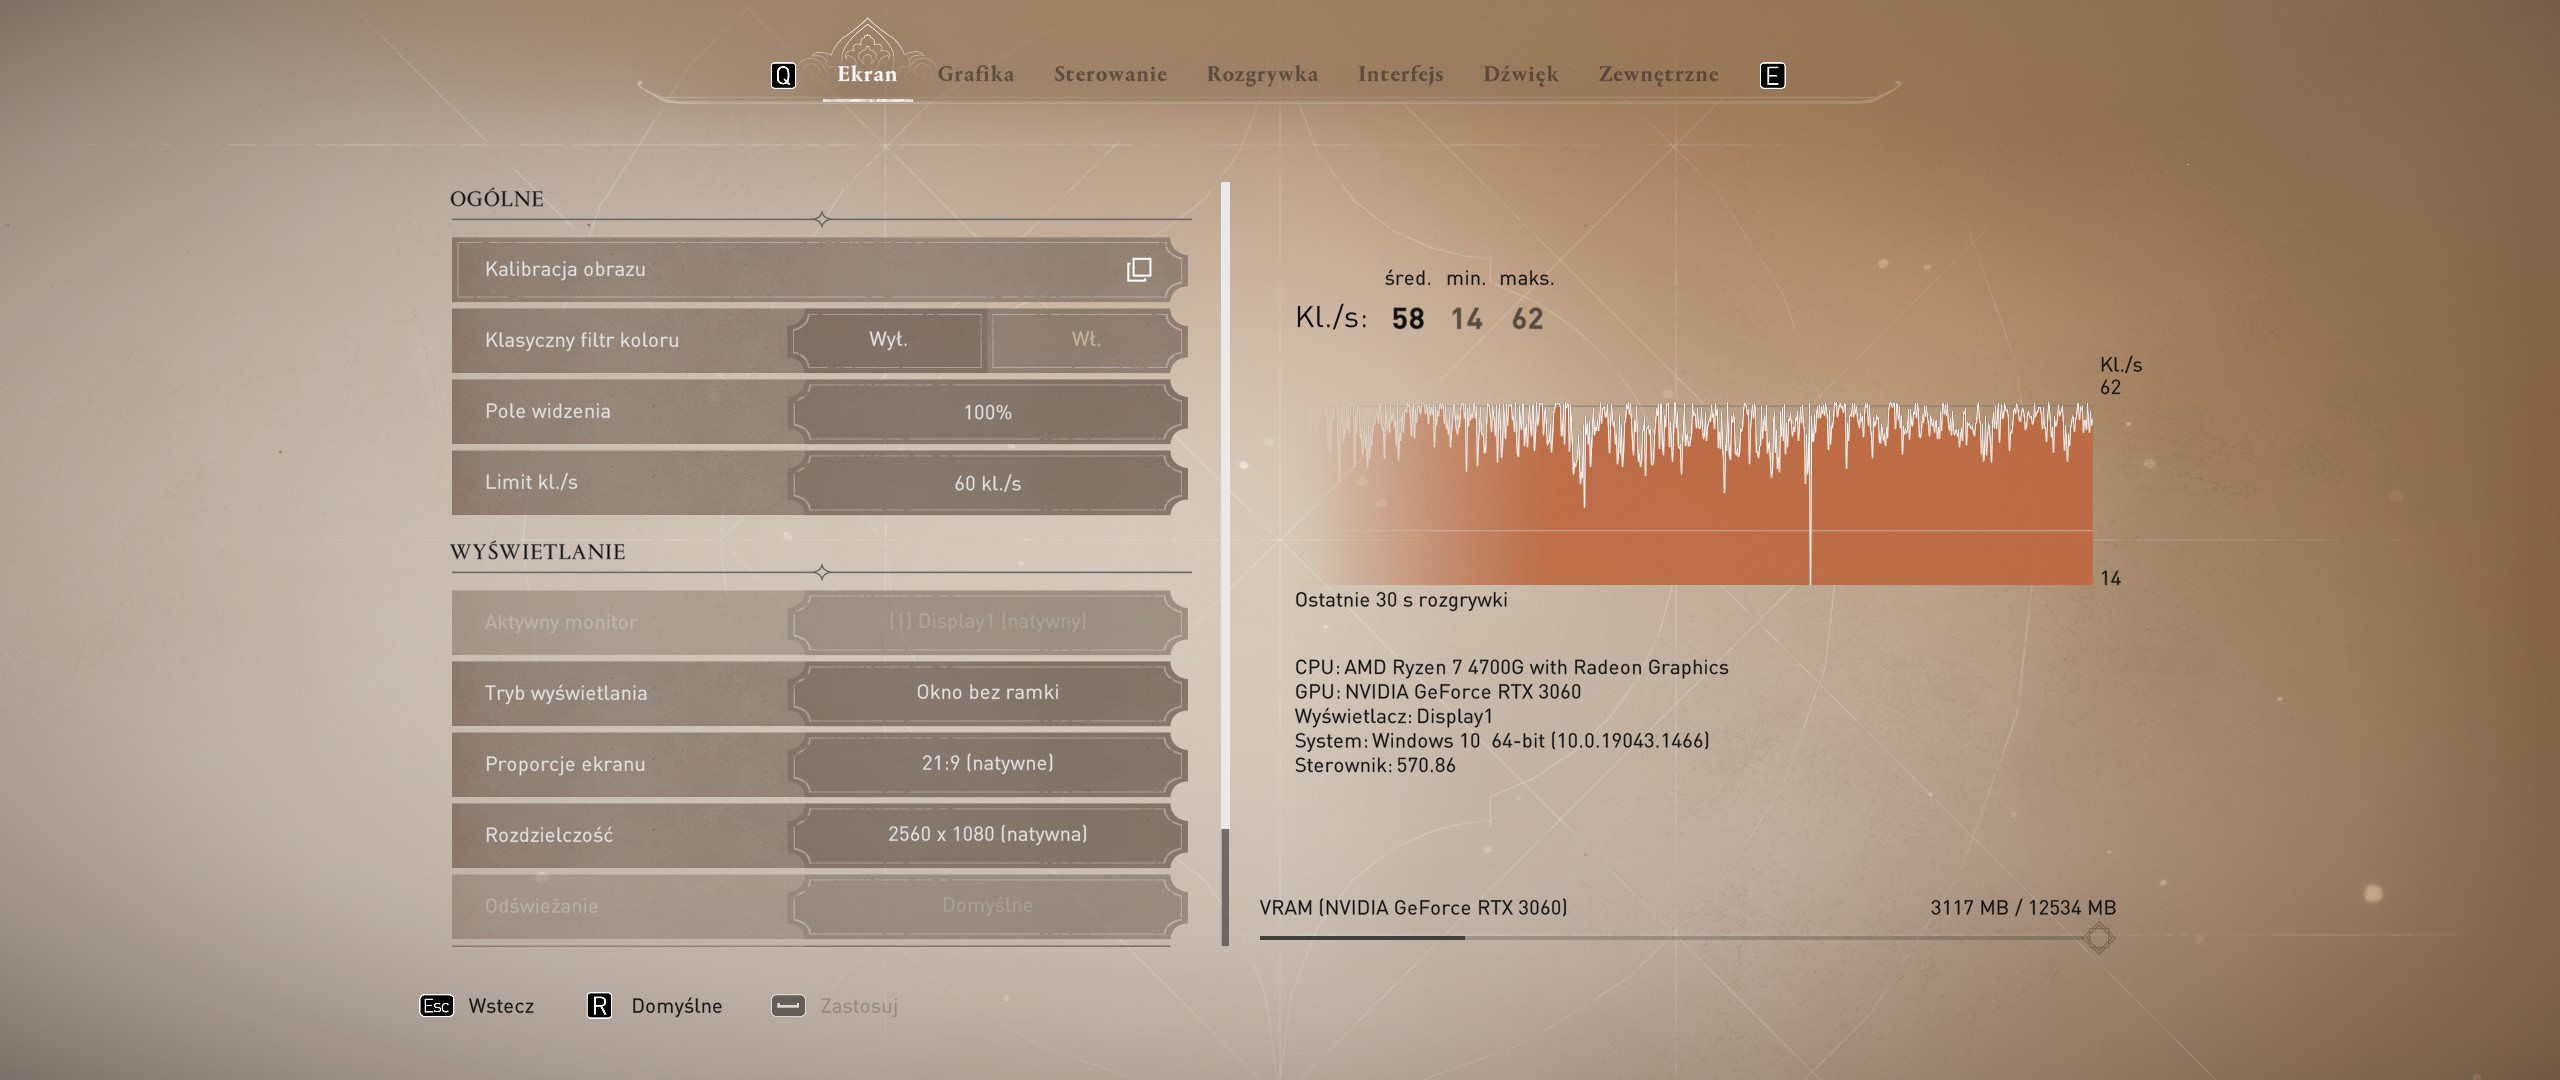 Q Ekran Grafika Sterowanie Rozgrywka Interfejs Dźwięk Zewnętrzne E
OGÓLNE
Kalibracja obrazu
Klasyczny filtr koloru Wył. Wł.
Pole widzenia 100%
Limit kl./s 60 kl./s
WYŚWIETLANIE
Aktywny monitor (1) Display1 (natywny)
Tryb wyświetlania Okno bez ramki
Proporcje ekranu 21:9 (natywne)
Rozdzielczość 2560 x 1080 (natywna)
Odświeżanie Domyślne
śred. min. maks.
Kl./s: 58 14 62
Kl./s
62
14
Ostatnie 30 s rozgrywki
CPU: AMD Ryzen 7 4700G with Radeon Graphics
GPU: NVIDIA GeForce RTX 3060
Wyświetlacz: Display1
System: Windows 10 64-bit (10.0.19043.1466)
Sterownik: 570.86
VRAM (NVIDIA GeForce RTX 3060) 3117 MB / 12534 MB
Esc Wstecz R Domyślne Zastosuj